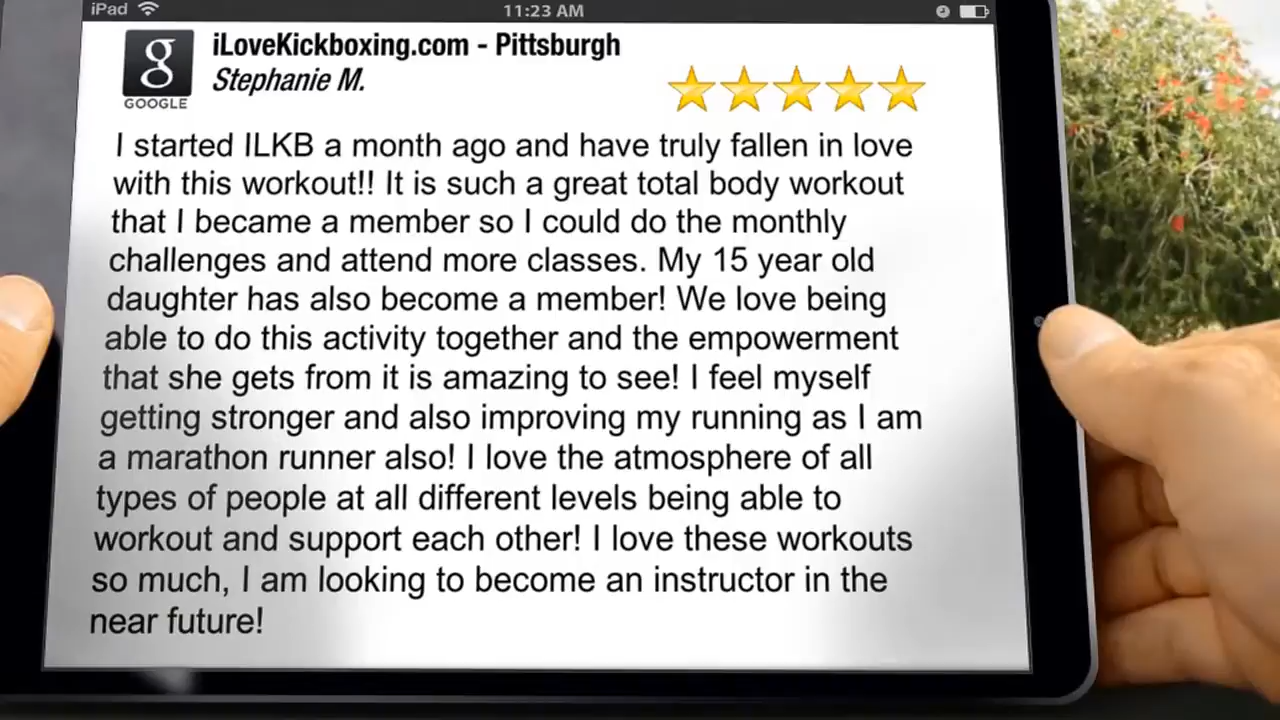 iPad 11:23 AM
g
GOOGLE
iLoveKickboxing.com - Pittsburgh
Stephanie M.
I started ILKB a month ago and have truly fallen in love
with this workout!! It is such a great total body workout
that I became a member so I could do the monthly
challenges and attend more classes. My 15 year old
daughter has also become a member! We love being
able to do this activity together and the empowerment
that she gets from it is amazing to see! I feel myself
getting stronger and also improving my running as I am
a marathon runner also! I love the atmosphere of all
types of people at all different levels being able to
workout and support each other! I love these workouts
so much, I am looking to become an instructor in the
near future!